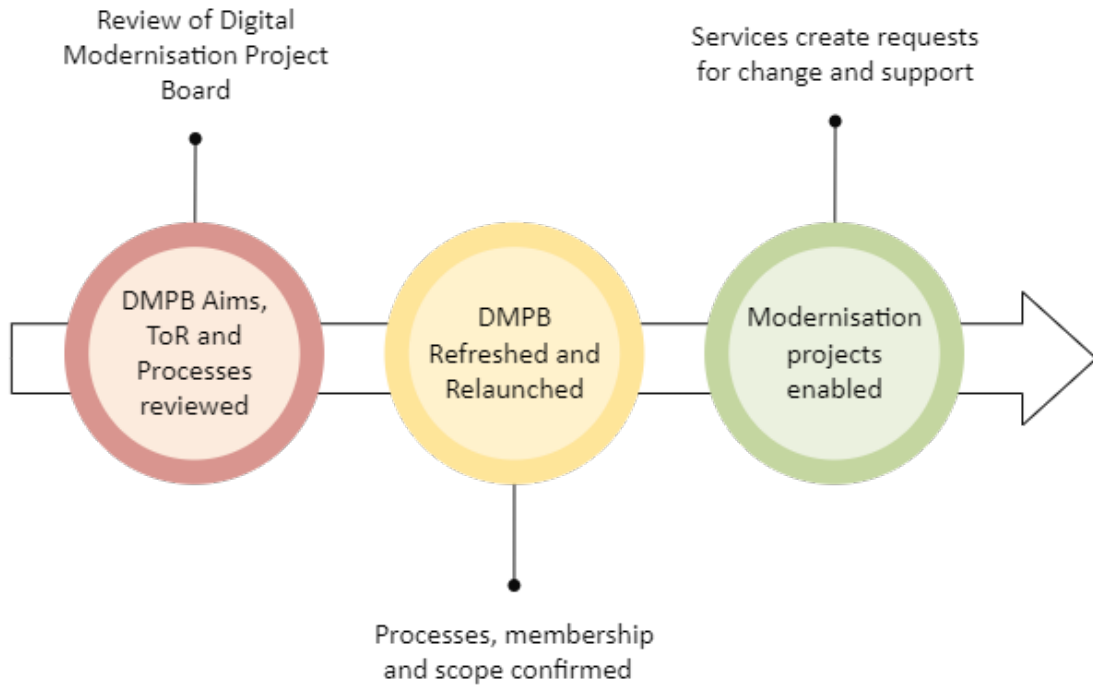 Review of Digital
Modernisation Project
Board
Services create requests
for change and support
DMPB Aims,
ToR and
Processes
reviewed
DMPB
Refreshed and
Relaunched
Modernisation
projects
enabled
Processes, membership
and scope confirmed